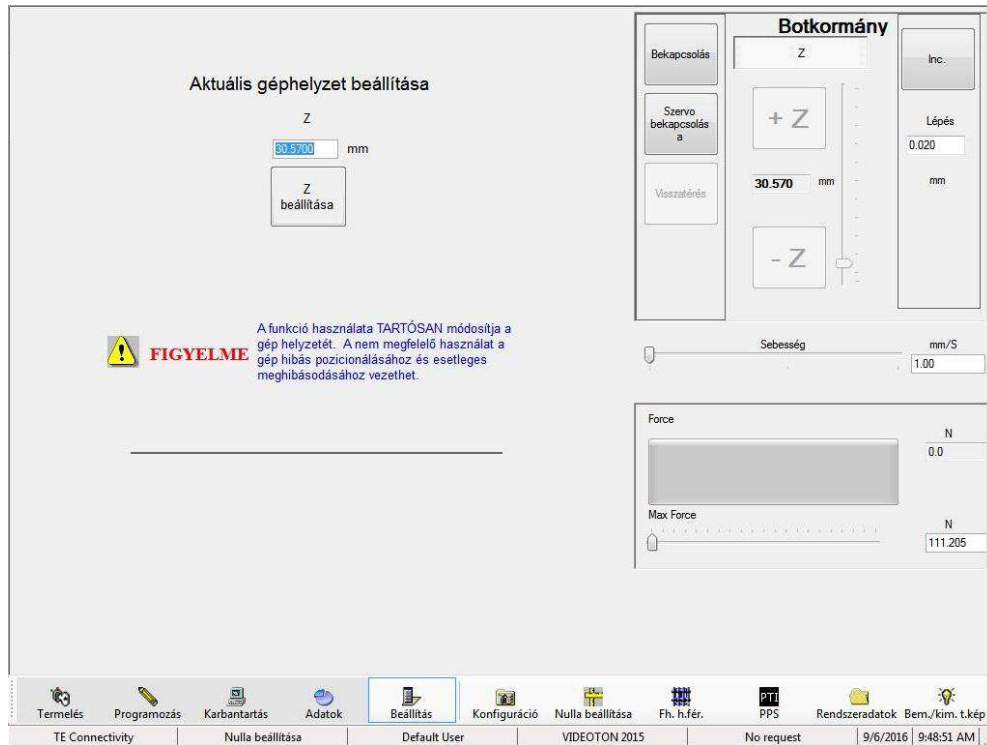 Aktuális géphelyzet beállítása
Z
30.5700 mm
Z
beállítása
FIGYELME
A funkció használata TARTÓSAN módosítja a
gép helyzetét. A nem megfelelő használat a
gép hibás pozicionálásához és esetleges
meghibásodásához vezethet.
Botkormány
Bekapcsolás
Z
Inc.
Szervo
bekapcsolás
a
+ Z
Lépés
0.020
Visszatérés
30.570 mm
mm
- Z
Sebesség
mm/S
1.00
Force
N
0.0
Max Force
N
111.205
Termelés
Programozás
Karbantartás
Adatok
Beállítás
Konfiguráció
Nulla beállítása
Fh. h.fér.
PTI
PPS
Rendszeradatok
Bem./kim. t.kép
TE Connectivity
Nulla beállítása
Default User
VIDEOTON 2015
No request
9/6/2016
9:48:51 AM